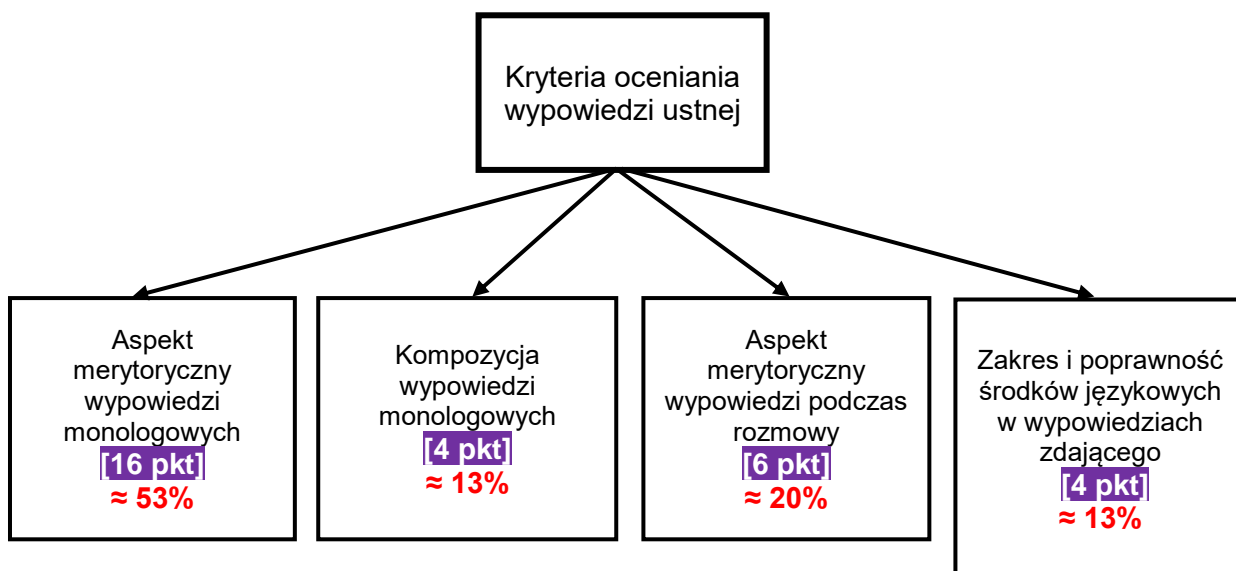 Kryteria oceniania
wypowiedzi ustnej
Aspekt
merytoryczny
wypowiedzi
monologowych
[16 pkt]
≈ 53%
Kompozycja
wypowiedzi
monologowych
[4 pkt]
≈ 13%
Aspekt
merytoryczny
wypowiedzi podczas
rozmowy
[6 pkt]
≈ 20%
Zakres i poprawność
środków językowych
w wypowiedziach
zdającego
[4 pkt]
≈ 13%